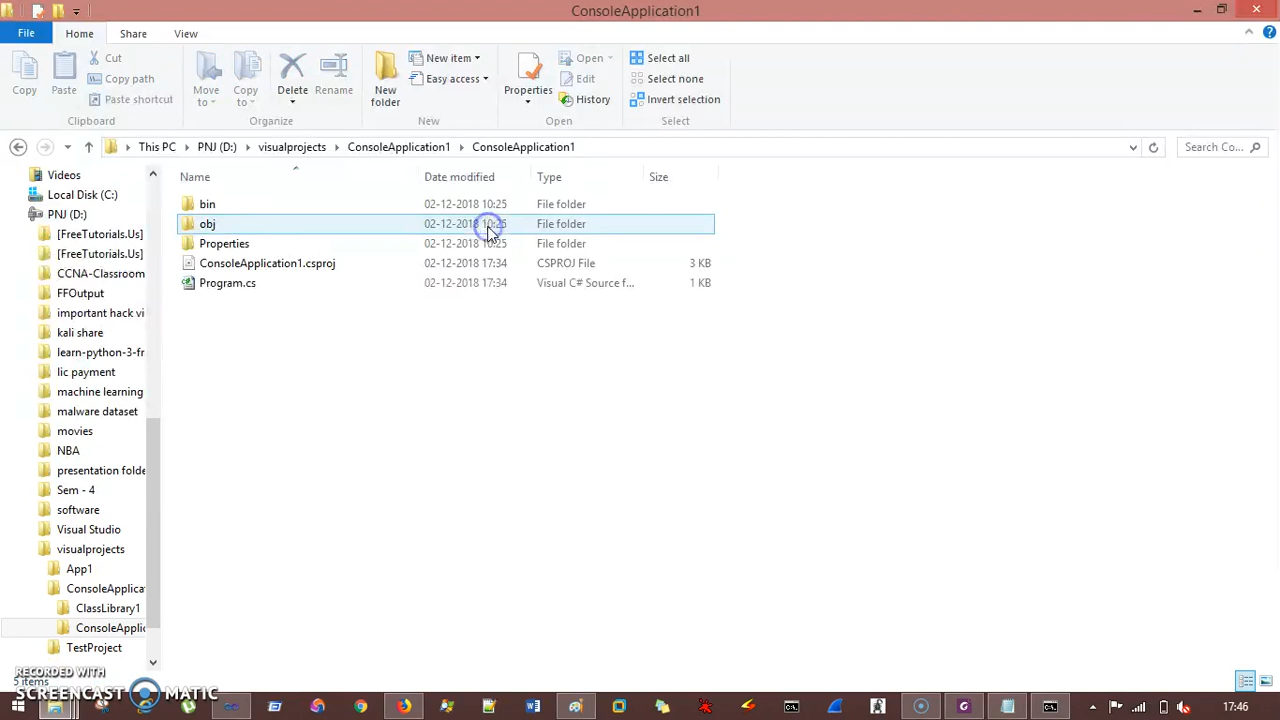 ConsoleApplication1
File Home Share View
Copy Paste Cut Copy path Paste shortcut Clipboard
Move to Copy to Delete Rename Organize
New folder New item Easy access New
Properties Open Edit History Open
Select all Select none Invert selection Select
This PC PNJ (D:) visualprojects ConsoleApplication1 ConsoleApplication1 Search Co...
Name Date modified Type Size
bin 02-12-2018 10:25 File folder
obj 02-12-2018 10:25 File folder
Properties 02-12-2018 10:25 File folder
ConsoleApplication1.csproj 02-12-2018 17:34 CSPROJ File 3 KB
Program.cs 02-12-2018 17:34 Visual C# Source f... 1 KB
Videos
Local Disk (C:)
PNJ (D:)
[FreeTutorials.Us]
[FreeTutorials.Us]
CCNA-Classroom
FFOutput
important hack vi
kali share
learn-python-3-fr
lic payment
machine learning
malware dataset
movies
NBA
presentation folde
Sem - 4
software
Visual Studio
visualprojects
App1
ConsoleApplica
ClassLibrary1
ConsoleApplic
TestProject
5 items
RECORDED WITH
SCREENCAST MATIC
17:46